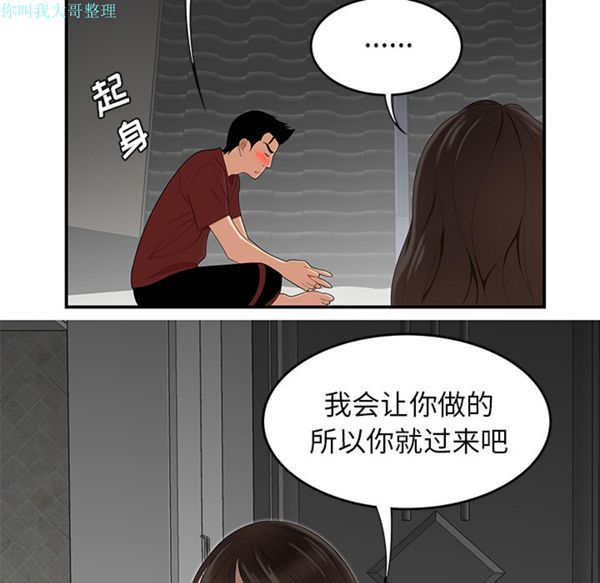 你叫我大哥整理
……
起身
我会让你做的
所以你就过来吧